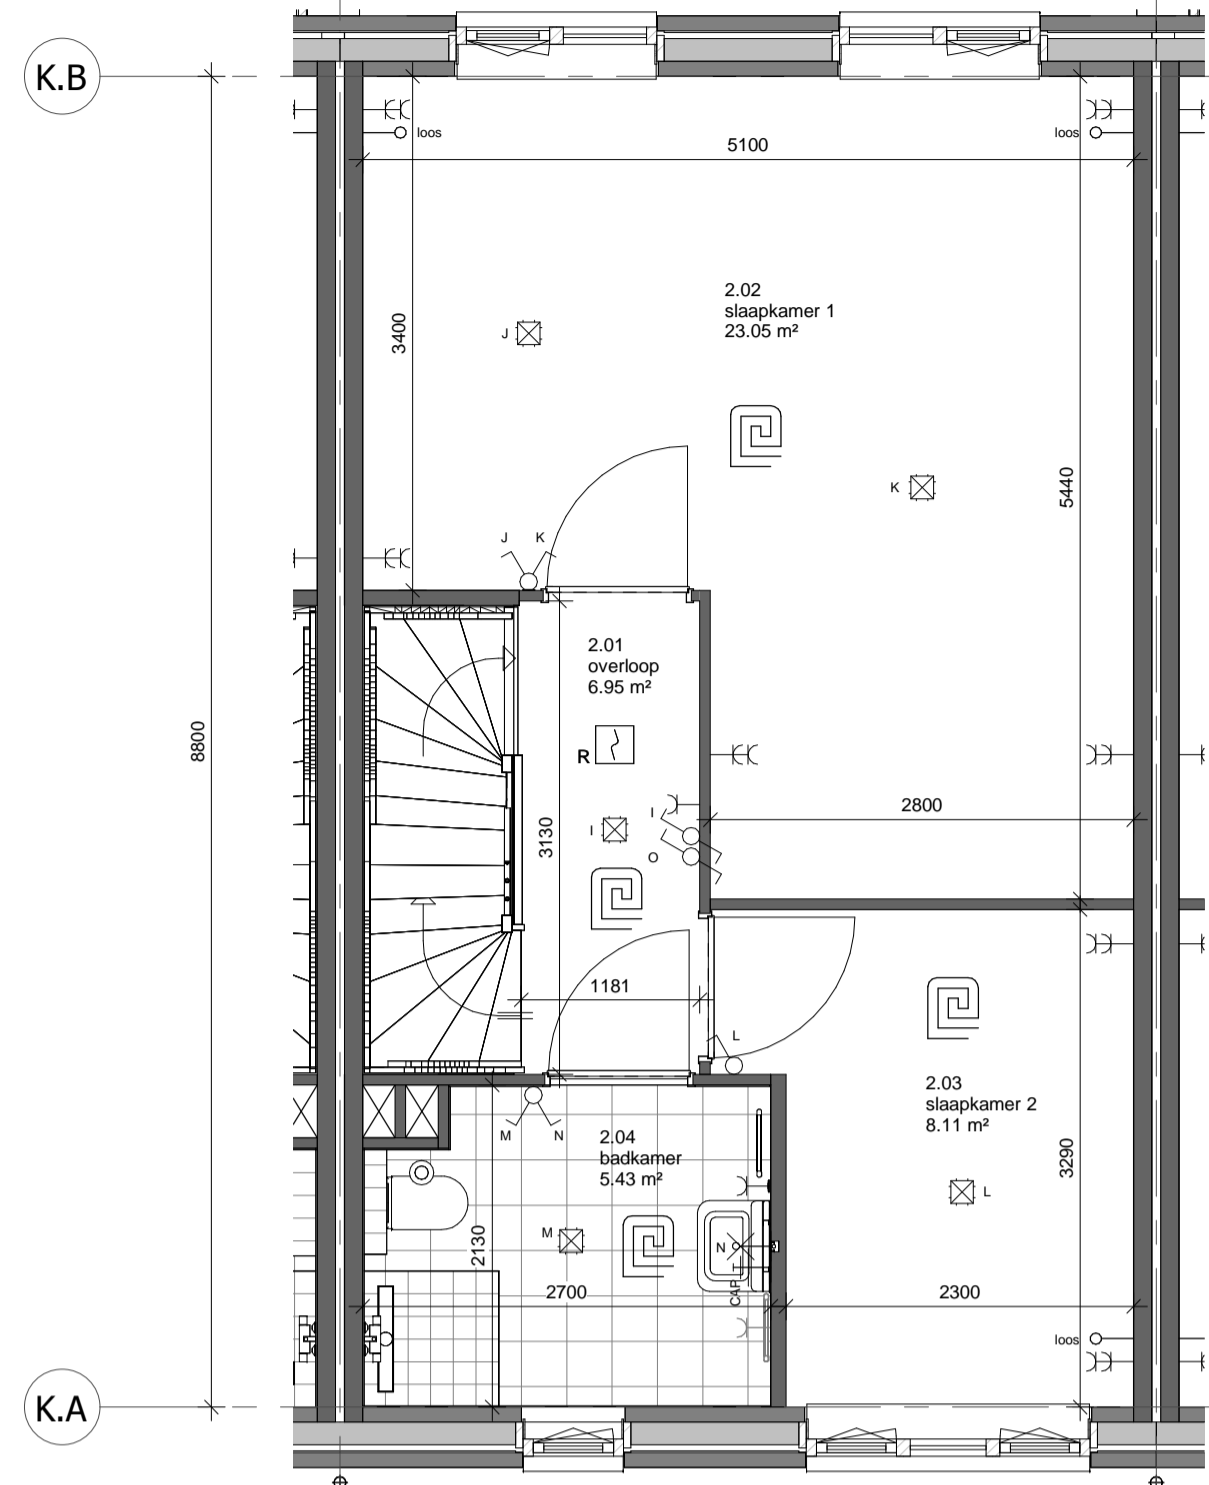 K.B
loos
loos
5100
2.02
slaapkamer 1
23.05 m²
J
3400
K
5440
J K
2.01
overloop
6.95 m²
8800
R
I
I
O
3130
2800
1181
L
2.03
slaapkamer 2
8.11 m²
M N
2.04
badkamer
5.43 m²
3290
L
M
N
2130
CAP
2700
2300
loos
K.A